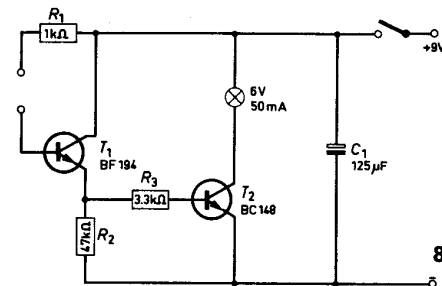 R1
1kΩ
+9V
6V
50mA
T1
BF 194
C1
125µF
R3
3.3kΩ
T2
BC 148
47kΩ
R2
8